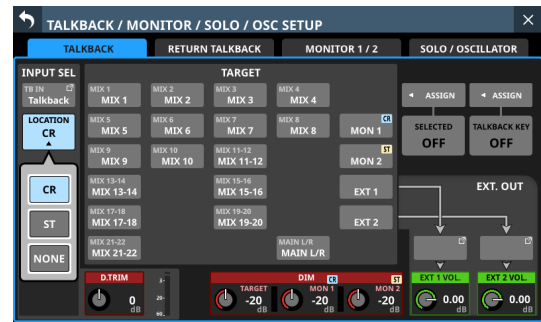 TALKBACK / MONITOR / SOLO / OSC SETUP
TALKBACK
RETURN TALKBACK
MONITOR 1 / 2
SOLO / OSCILLATOR
INPUT SEL
TARGET
TB IN
Talkback
MIX 1
MIX 1
MIX 2
MIX 2
MIX 3
MIX 3
MIX 4
MIX 4
ASSIGN
ASSIGN
LOCATION
CR
MIX 5
MIX 5
MIX 6
MIX 6
MIX 7
MIX 7
MIX 8
MIX 8
CR
MON 1
SELECTED
OFF
TALKBACK KEY
OFF
MIX 9
MIX 9
MIX 10
MIX 10
MIX 11-12
MIX 11-12
ST
MON 2
CR
MIX 13-14
MIX 13-14
MIX 15-16
MIX 15-16
EXT 1
EXT. OUT
ST
MIX 17-18
MIX 17-18
MIX 19-20
MIX 19-20
EXT 2
NONE
MIX 21-22
MIX 21-22
MAIN L/R
MAIN L/R
D.TRIM
0
dB
3-
20-
60.
DIM
CR
ST
TARGET
-20
dB
MON 1
-20
dB
MON 2
-20
dB
EXT 1 VOL.
0.00
dB
EXT 2 VOL.
0.00
dB